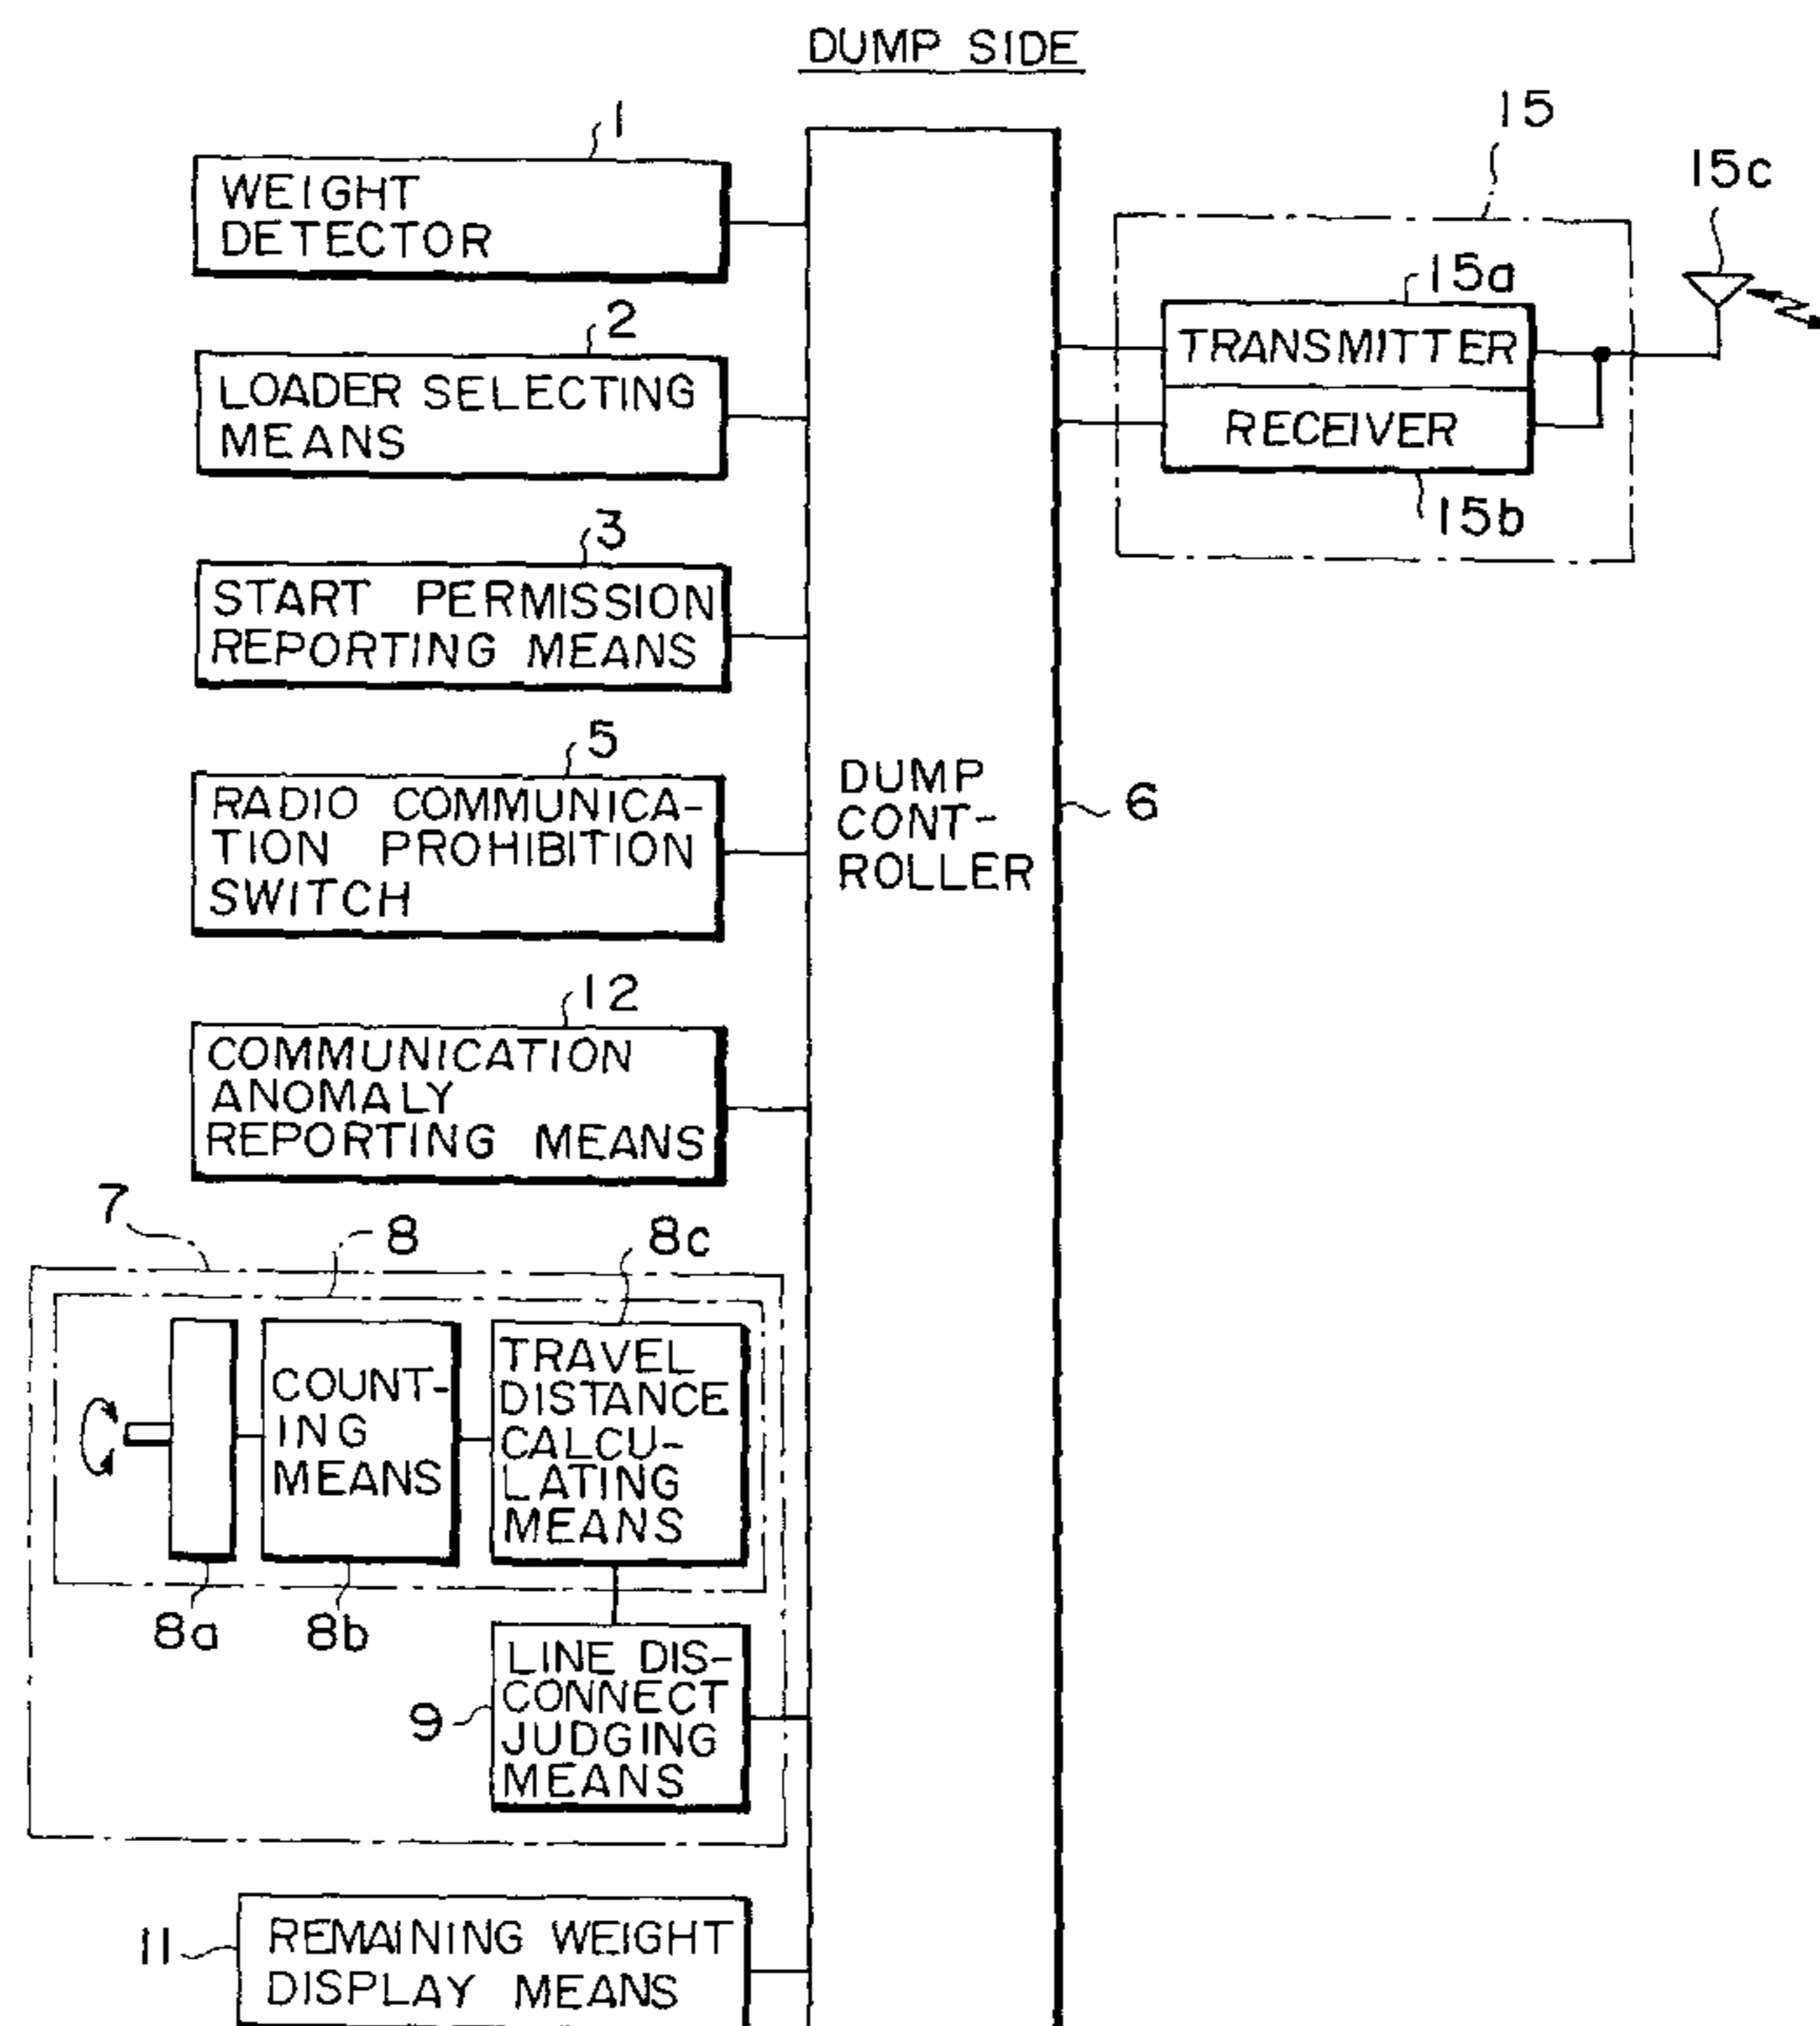 DUMP SIDE
1
WEIGHT
DETECTOR
2
LOADER SELECTING
MEANS
3
START PERMISSION
REPORTING MEANS
5
RADIO COMMUNICA-
TION PROHIBITION
SWITCH
12
COMMUNICATION
ANOMALY
REPORTING MEANS
7
8
8c
COUNT-
ING
MEANS
TRAVEL
DISTANCE
CALCU-
LATING
MEANS
8a
8b
9
LINE DIS-
CONNECT
JUDGING
MEANS
11
REMAINING WEIGHT
DISPLAY MEANS
DUMP
CONT-
ROLLER
6
15
15c
15a
TRANSMITTER
RECEIVER
15b